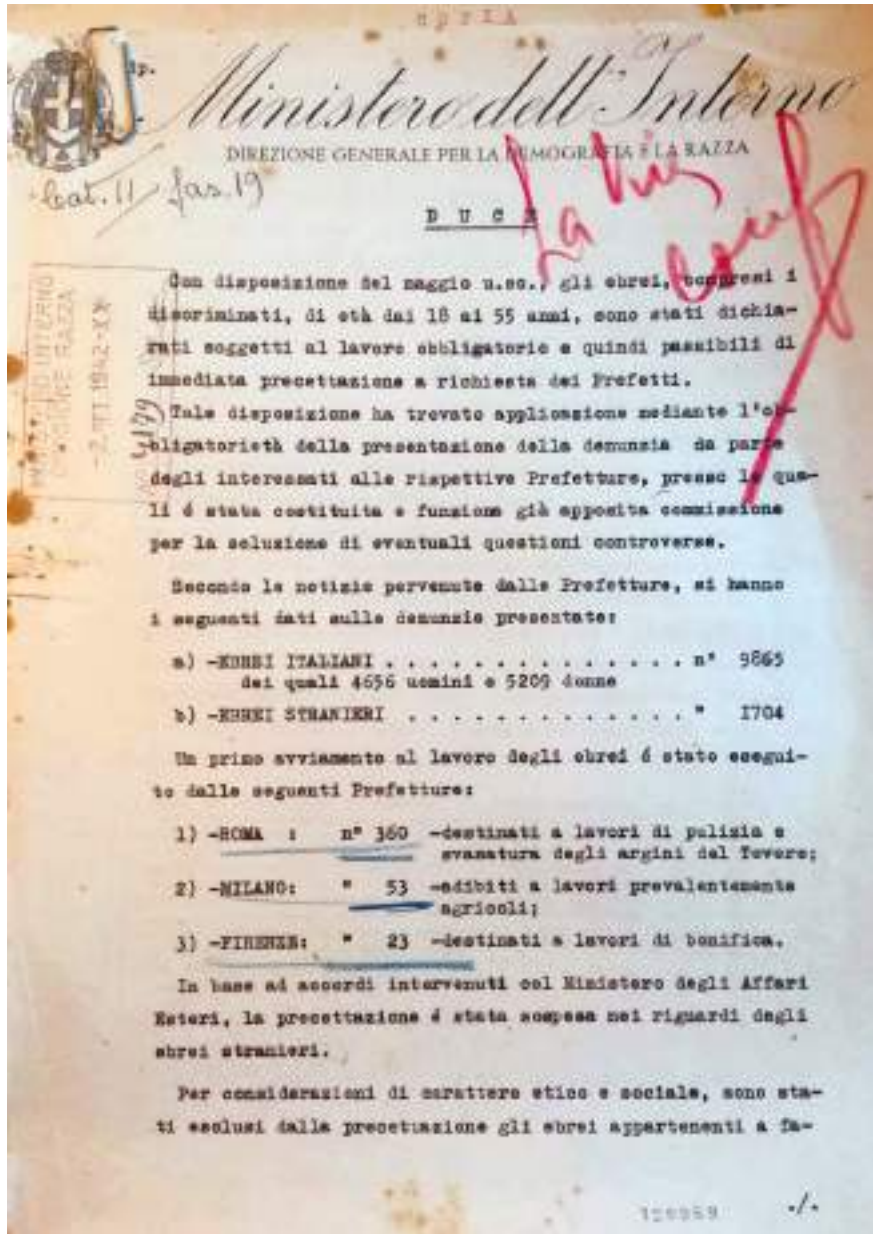 COPIA
Ministero dell'Interno
DIREZIONE GENERALE PER LA DEMOGRAFIA E LA RAZZA
Cat. 11 fas. 19
DUCE
Con disposizione del maggio u.sc., gli ebrei, compresi i
discriminati, di età dai 18 ai 55 anni, sono stati dichia-
rati soggetti al lavoro obbligatorio e quindi passibili di
immediata precettazione a richiesta dei Prefetti.
Tale disposizione ha trovato applicazione mediante l'ob-
bligatorietà della presentazione della denunzia da parte
degli interessati alle rispettive Prefetture, presso le qua-
li é stata costituita e funziona già apposita commissione
per la soluzione di eventuali questioni controverse.
Secondo le notizie pervenute dalle Prefetture, si hanno
i seguenti dati sulle denunzie presentate:
a) -EBREI ITALIANI . . . . . . . . . . . . . . . n° 9865
dei quali 4656 uomini e 5209 donne
b) -EBREI STRANIERI . . . . . . . . . . . . . " I704
Un primo avviamento al lavoro degli ebrei é stato esegui-
to dalle seguenti Prefetture:
1) -ROMA : n° 360 -destinati a lavori di pulizia e
svanatura degli argini del Tevere;
2) -MILANO: " 53 -adibiti a lavori prevalentemente
agricoli;
3) -FIRENZE: " 23 -destinati a lavori di bonifica.
In base ad accordi intervenuti col Ministero degli Affari
Esteri, la precettazione é stata sospesa nei riguardi degli
ebrei stranieri.
Per considerazioni di carattere etico e sociale, sono sta-
ti esclusi dalla precettazione gli ebrei appartenenti a fa-
./.